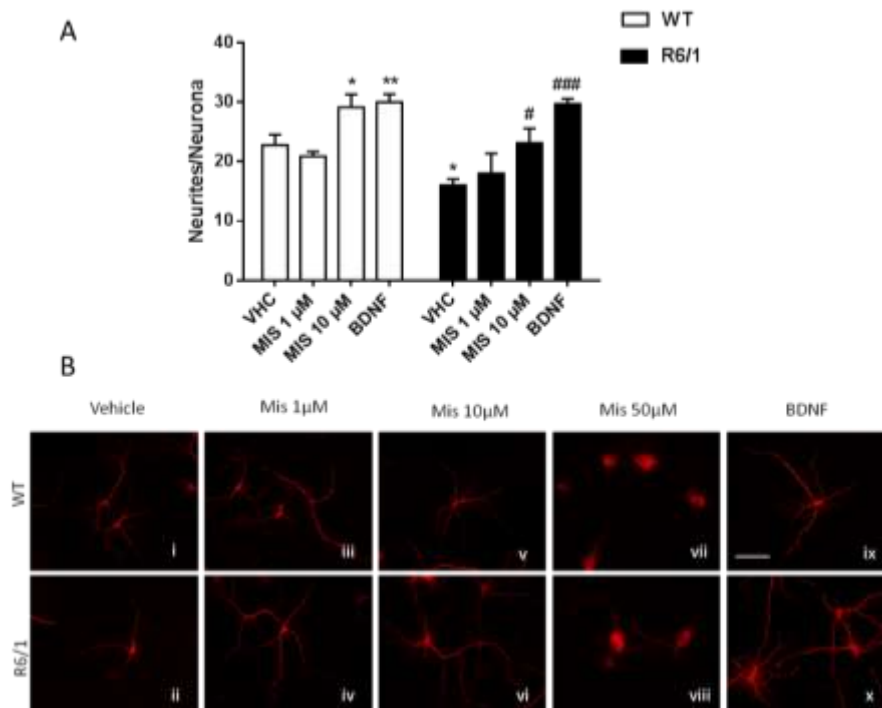 A
WT
R6/1
Neurites/Neurona
40
30
20
10
0
* ** * # ###
VHC MIS 1 µM MIS 10 µM BDNF VHC MIS 1 µM MIS 10 µM BDNF
B
Vehicle Mis 1µM Mis 10µM Mis 50µM BDNF
WT
i iii v vii ix
R6/1
ii iv vi viii x